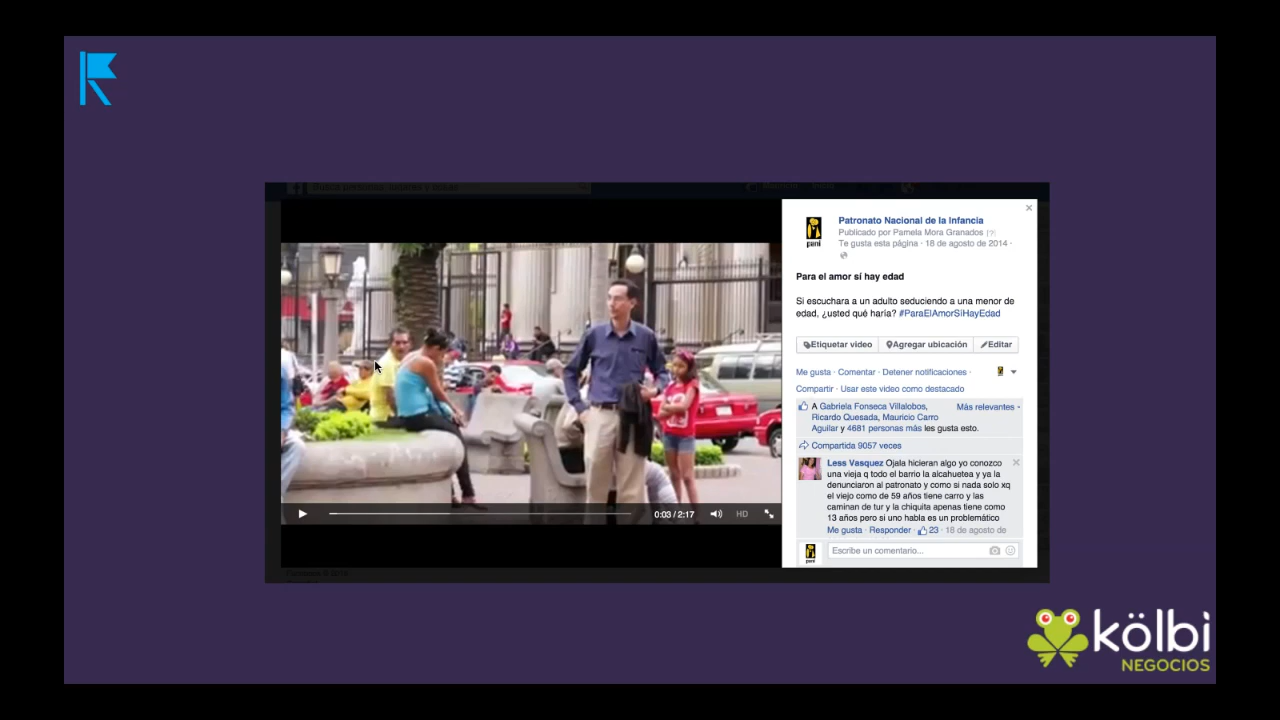 Patronato Nacional de la Infancia
Publicado por Pamela Mora Granados [?]
Te gusta esta página · 18 de agosto de 2014 ·
pani
Para el amor sí hay edad
Si escuchara a un adulto seduciendo a una menor de
edad, ¿usted qué haría? #ParaElAmorSíHayEdad
Etiquetar video
Agregar ubicación
Editar
Me gusta · Comentar · Detener notificaciones ·
Compartir · Usar este video como destacado
A Gabriela Fonseca Villalobos,
Ricardo Quesada, Mauricio Carro
Aguilar y 4681 personas más les gusta esto.
Más relevantes
Compartida 9057 veces
Less Vasquez Ojala hicieran algo yo conozco
una vieja q todo el barrio la alcahuetea y ya la
denunciaron al patronato y como si nada solo xq
el viejo como de 59 años tiene carro y las
caminan de tur y la chiquita apenas tiene como
13 años pero si uno habla es un problemático
Me gusta · Responder · 23 · 18 de agosto de
Escribe un comentario...
pani
0:03 / 2:17
HD
kölbi
NEGOCIOS